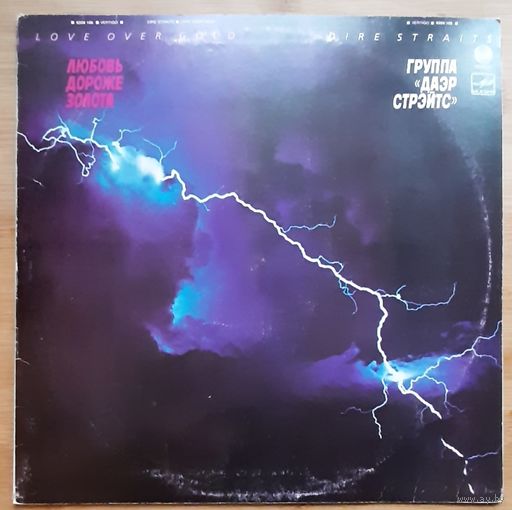 LOVE OVER GOLD DIRE STRAITS
ЛЮБОВЬ
ДОРОЖЕ
ЗОЛОТА
ГРУППА
«ДАЭР
СТРЭЙТС»